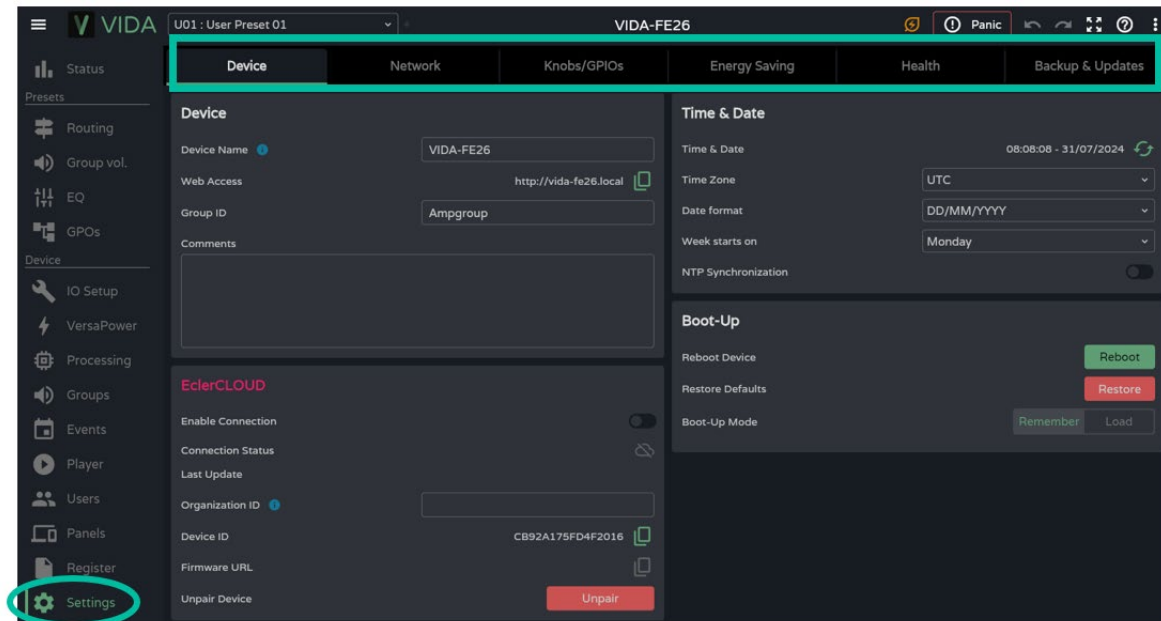 VIDA
U01 : User Preset 01
VIDA-FE26
Panic
Status
Presets
Routing
Group vol.
EQ
GPOs
Device
IO Setup
VersaPower
Processing
Groups
Events
Player
Users
Panels
Register
Settings
Device
Network
Knobs/GPIOs
Energy Saving
Health
Backup & Updates
Device
Device Name
VIDA-FE26
Web Access
http://vida-fe26.local
Group ID
Ampgroup
Comments
EclerCLOUD
Enable Connection
Connection Status
Last Update
Organization ID
Device ID
CB92A175FD4F2016
Firmware URL
Unpair Device
Unpair
Time & Date
Time & Date
08:08:08 - 31/07/2024
Time Zone
UTC
Date format
DD/MM/YYYY
Week starts on
Monday
NTP Synchronization
Boot-Up
Reboot Device
Reboot
Restore Defaults
Restore
Boot-Up Mode
Remember
Load